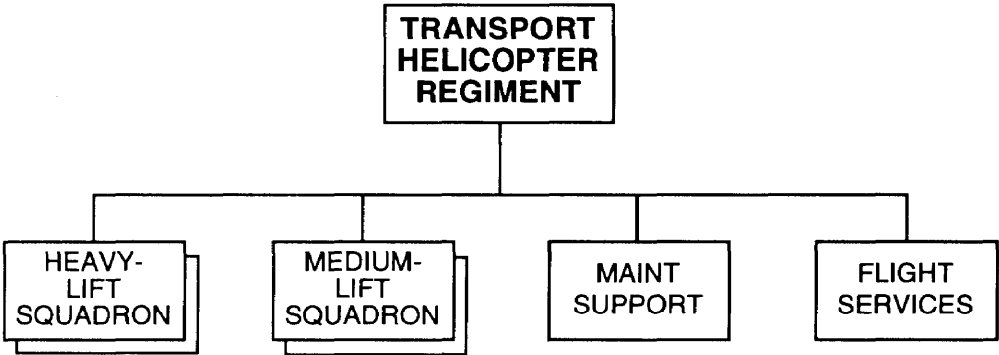 TRANSPORT
HELICOPTER
REGIMENT
HEAVY-
LIFT
SQUADRON
MEDIUM-
LIFT
SQUADRON
MAINT
SUPPORT
FLIGHT
SERVICES